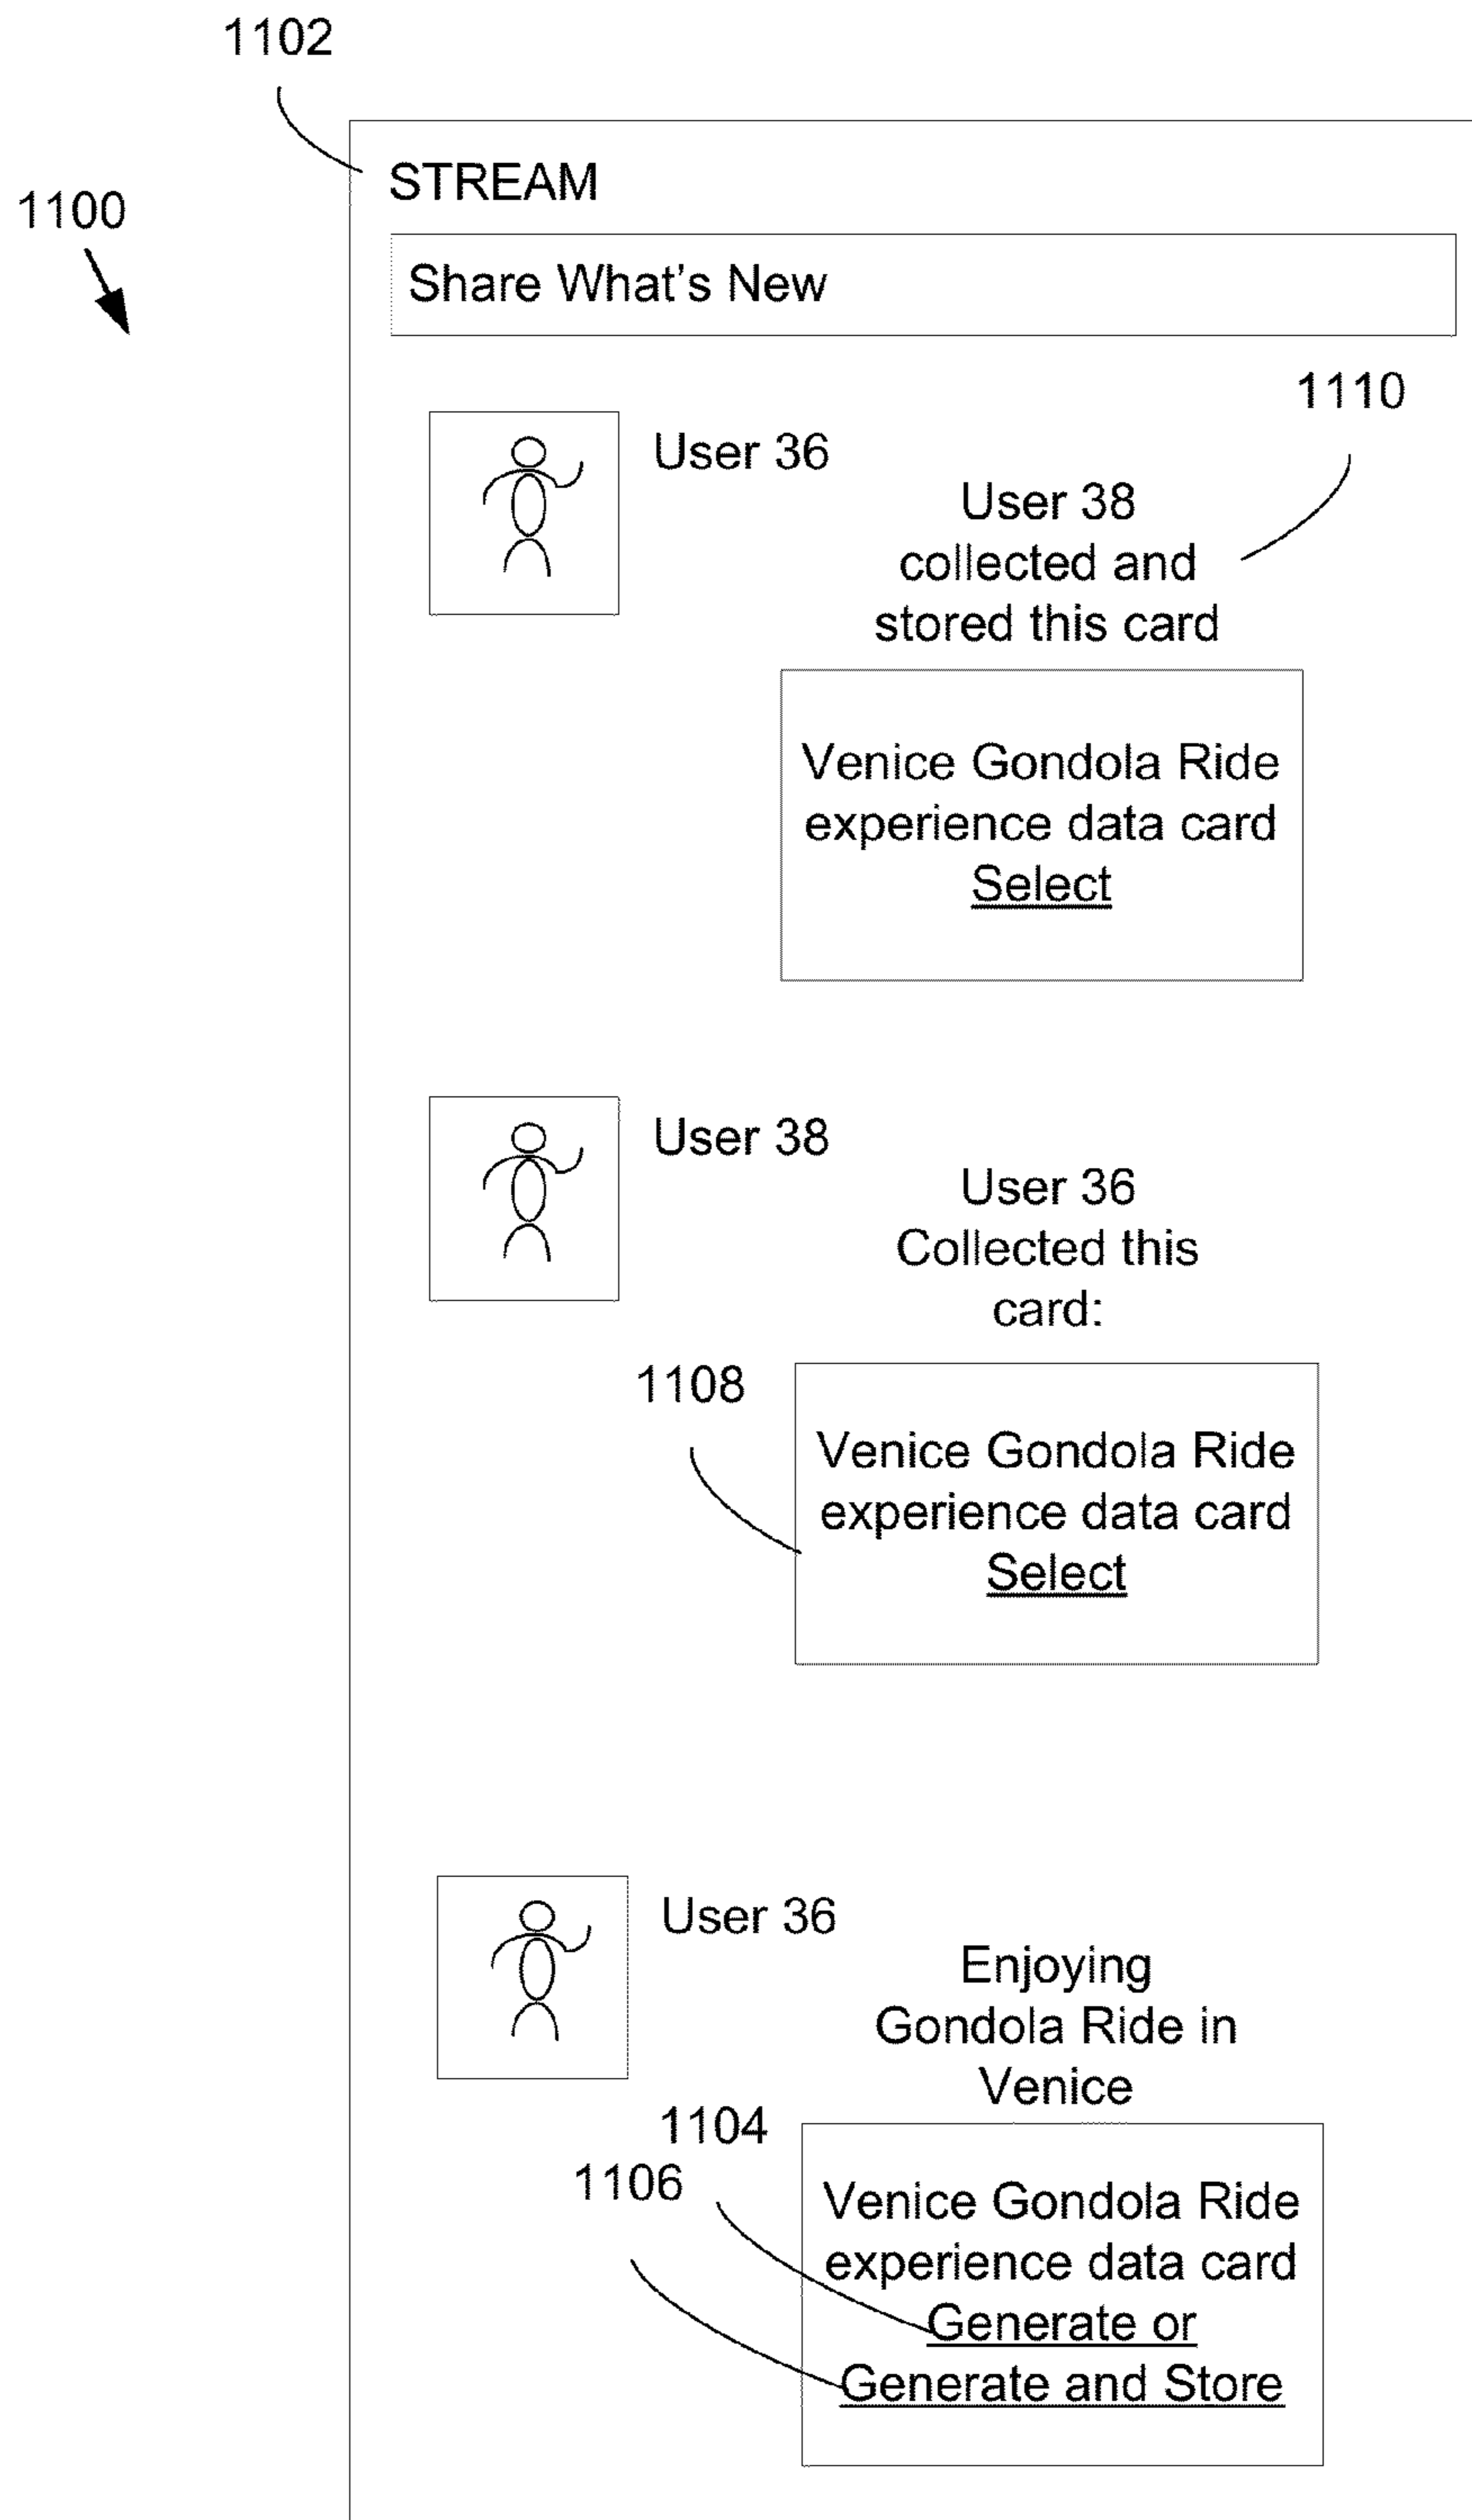 1102
STREAM
1100
Share What's New
1110
User 36
User 38
collected and
stored this card
Venice Gondola Ride
experience data card
Select
User 38
User 36
Collected this
card:
1108
Venice Gondola Ride
experience data card
Select
User 36
Enjoying
Gondola Ride in
Venice
1104
1106
Venice Gondola Ride
experience data card
Generate or
Generate and Store